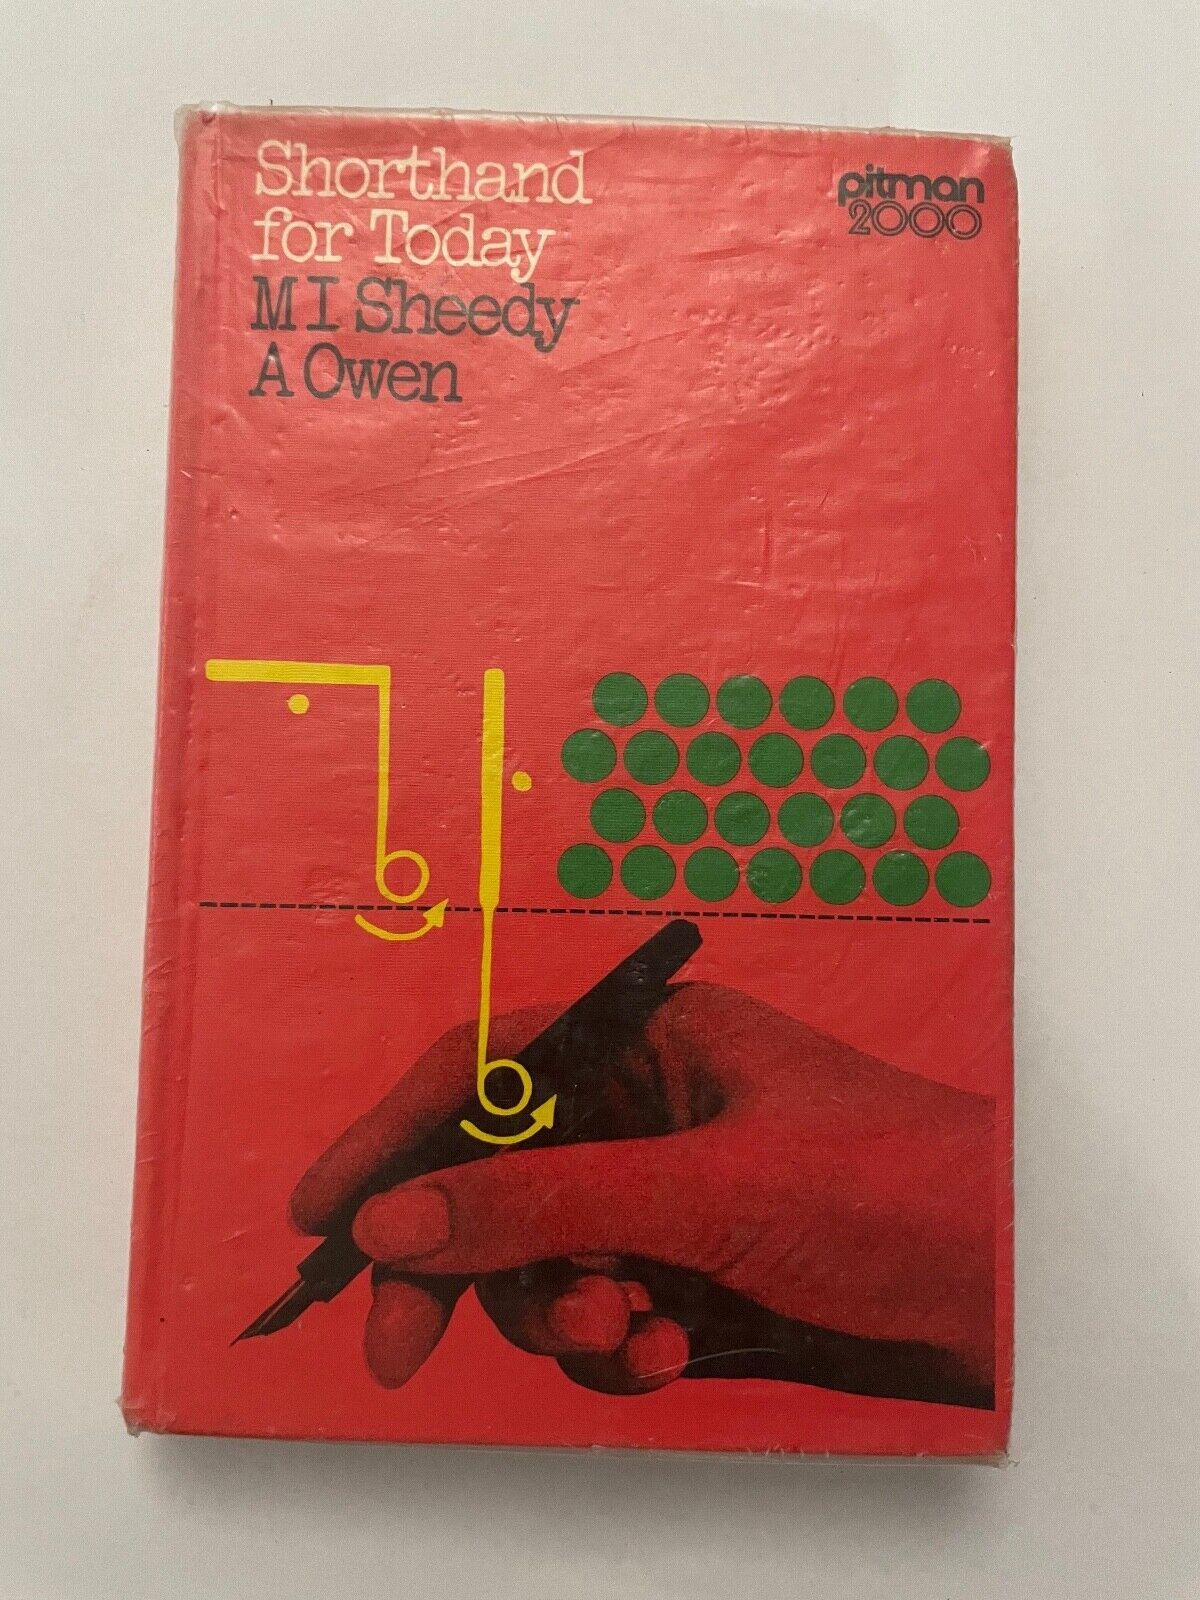 Shorthand
for Today
M I Sheedy
A Owen
pitman
2000